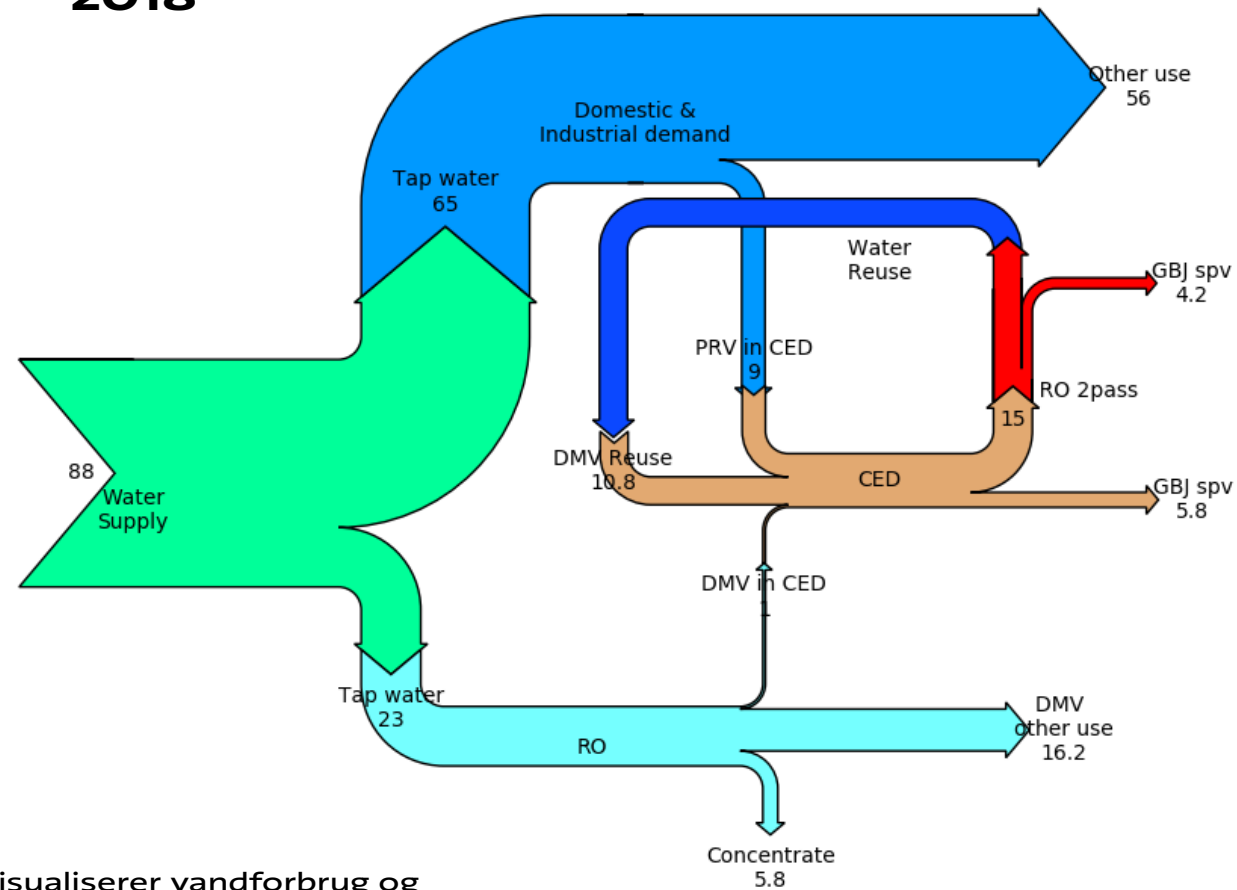 2018
Other use
56
Domestic &
Industrial demand
Tap water
65
Water
Reuse
GBJ spv
4.2
PRV in CED
9
RO 2pass
15
DMV Reuse
10.8
CED
GBJ spv
5.8
88
Water
Supply
DMV in CED
1
Tap water
23
RO
DMV
other use
16.2
Concentrate
5.8
isualiserer vandforbrug og